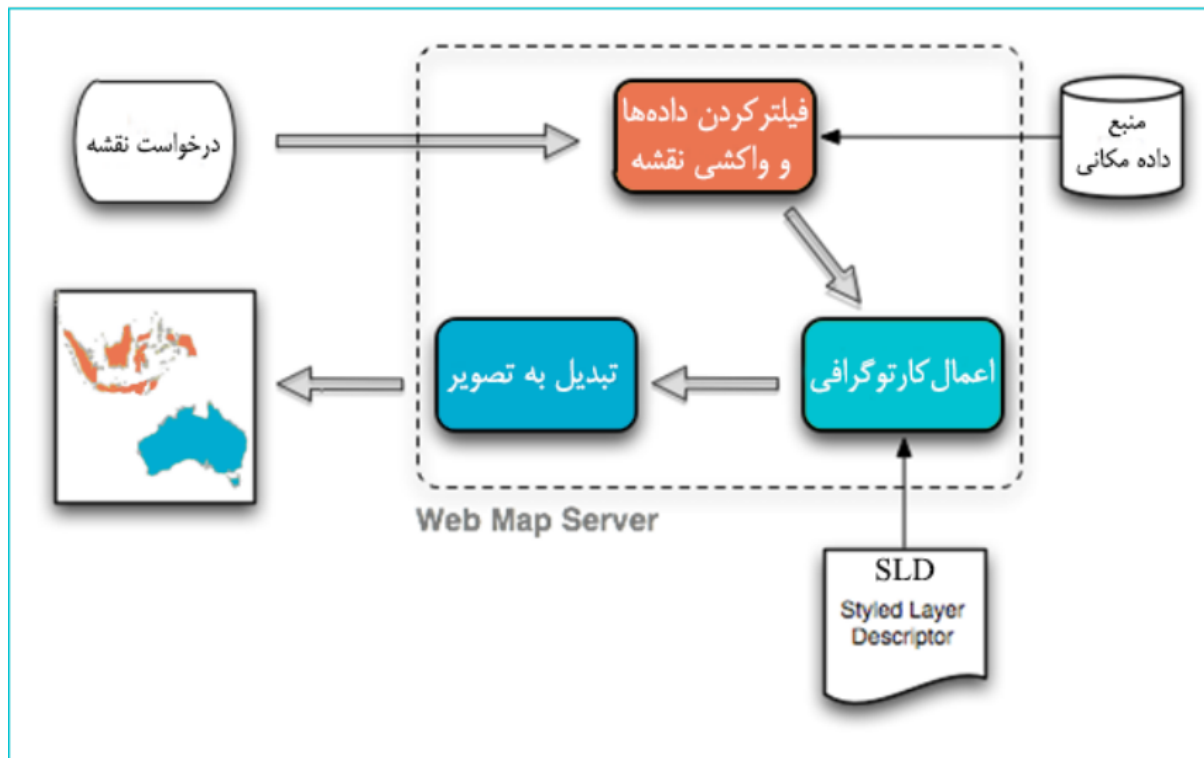 درخواست نقشه
فیلترکردن داده‌ها
و واکشی نقشه
منبع
داده مکانی
اعمال کارتوگرافی
تبدیل به تصویر
Web Map Server
SLD
Styled Layer
Descriptor